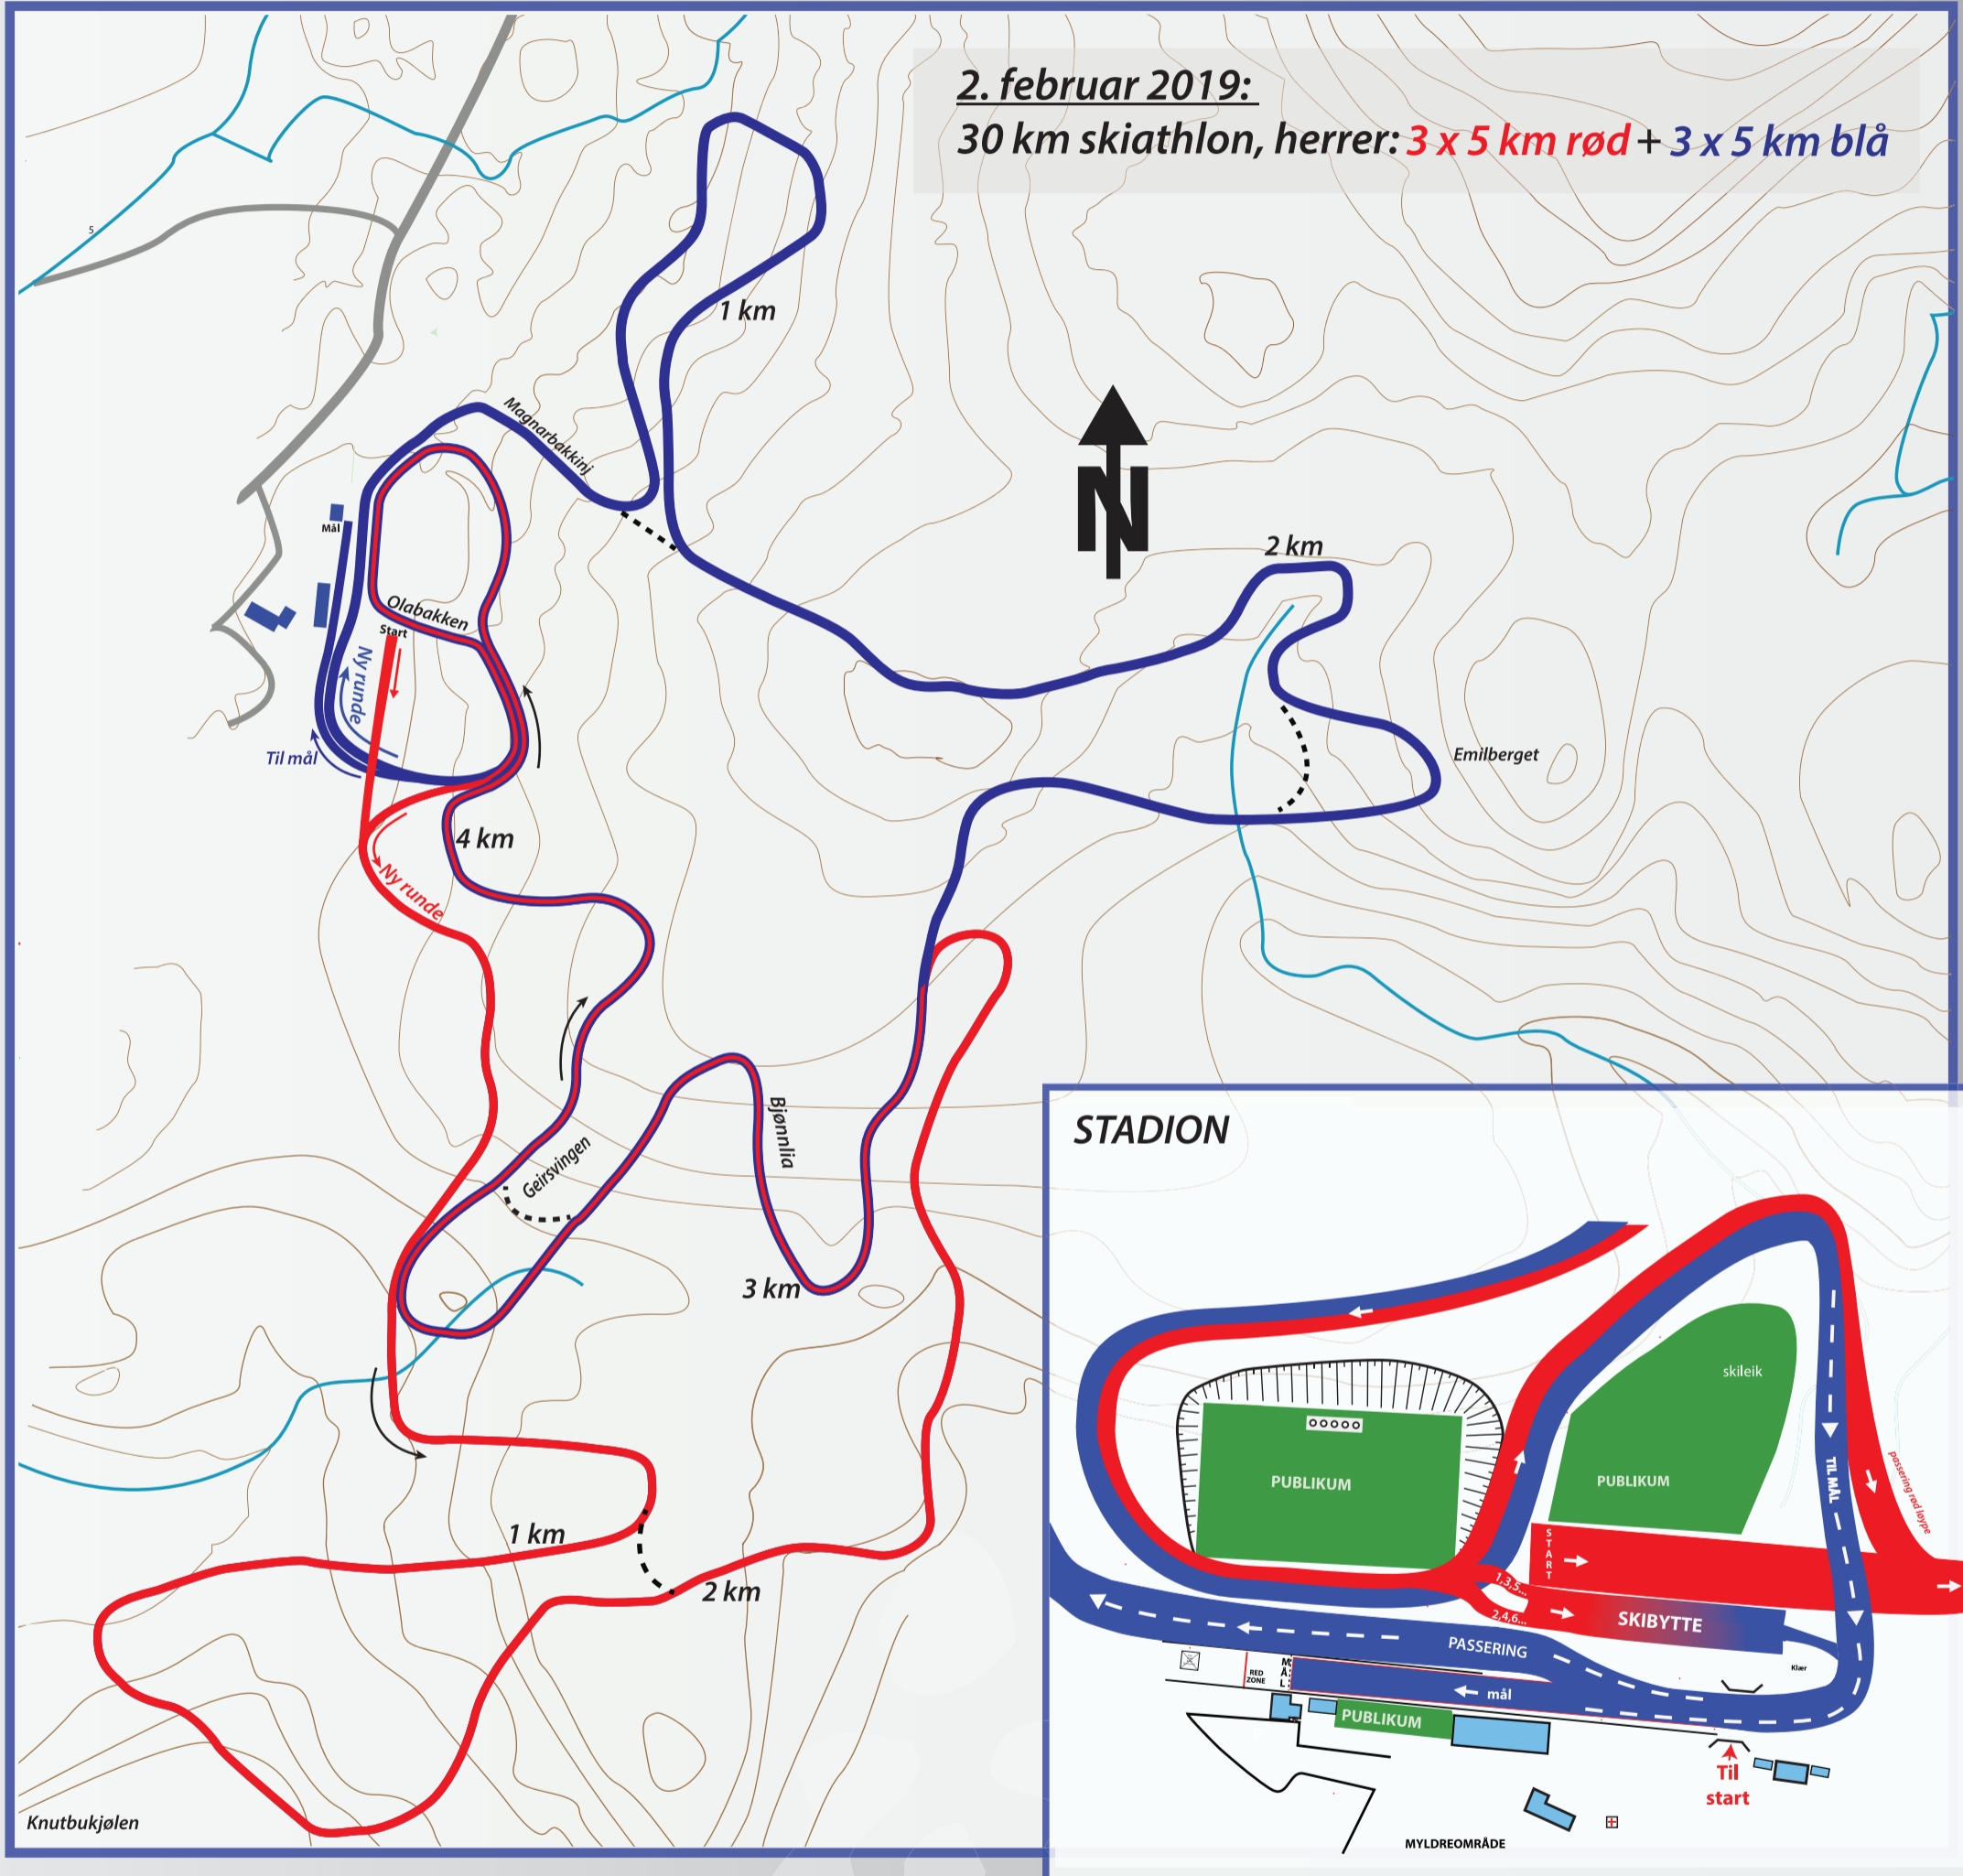 2. februar 2019:
30 km skiathlon, herrer: 3 x 5 km rød + 3 x 5 km blå
5
1 km
Magnarbakkinj
Mål
N
2 km
Olabakken
Start
Ny runde
Til mål
Emilberget
4 km
Ny runde
Bjønnlia
Geirsvingen
3 km
1 km
2 km
Knutbukjølen
STADION
skileik
PUBLIKUM
PUBLIKUM
TIL MÅL
passering rød løype
START
1,3,5...
2,4,6...
SKIBYTTE
PASSERING
Klær
RED
ZONE
MÅL
mål
PUBLIKUM
Til
start
MYLDREOMRÅDE